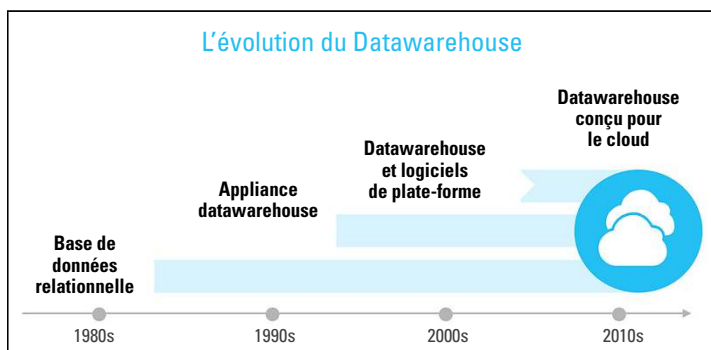 L'évolution du Datawarehouse
Datawarehouse
conçu pour
le cloud
Datawarehouse
et logiciels
de plate-forme
Appliance
datawarehouse
Base de
données
relationnelle
1980s
1990s
2000s
2010s